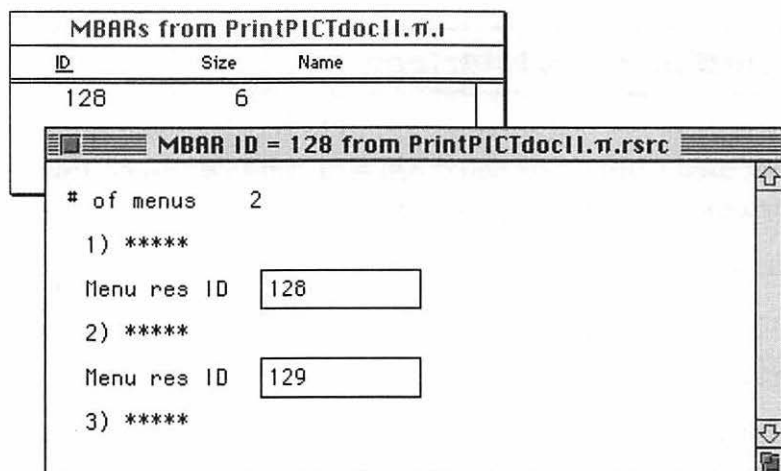 MBARs from PrintPICTdocII.π.r
ID Size Name
128 6
MBAR ID = 128 from PrintPICTdocII.π.rsrc
# of menus 2
1) *****
Menu res ID 128
2) *****
Menu res ID 129
3) *****